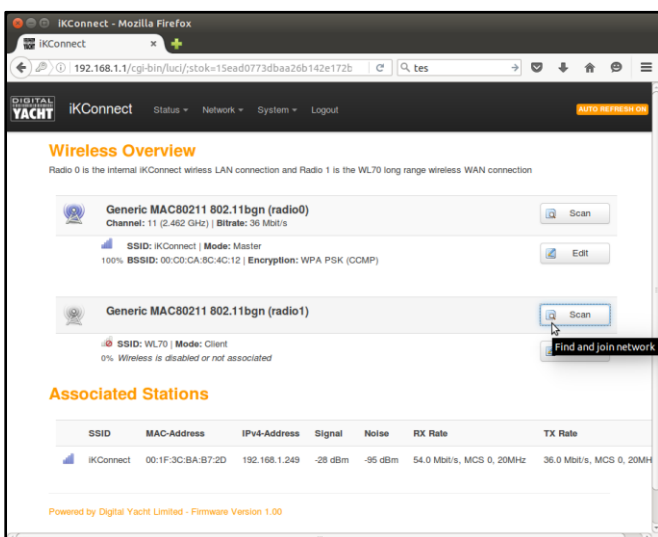 iKConnect - Mozilla Firefox
iKConnect
192.168.1.1/cgi-bin/luci/;stok=15ead0773dbaa26b142e172b
tes
DIGITAL YACHT
iKConnect Status Network System Logout AUTO REFRESH ON
Wireless Overview
Radio 0 is the internal iKConnect wirless LAN connection and Radio 1 is the WL70 long range wireless WAN connection
Generic MAC80211 802.11bgn (radio0)
Channel: 11 (2.462 GHz) | Bitrate: 36 Mbit/s
Scan
SSID: iKConnect | Mode: Master
100% BSSID: 00:C0:CA:8C:4C:12 | Encryption: WPA PSK (CCMP)
Edit
Generic MAC80211 802.11bgn (radio1)
Scan
SSID: WL70 | Mode: Client
0% Wireless is disabled or not associated
Find and join network
Associated Stations
SSID MAC-Address IPv4-Address Signal Noise RX Rate TX Rate
iKConnect 00:1F:3C:BA:B7:2D 192.168.1.249 -28 dBm -95 dBm 54.0 Mbit/s, MCS 0, 20MHz 36.0 Mbit/s, MCS 0, 20MH
Powered by Digital Yacht Limited - Firmware Version 1.00